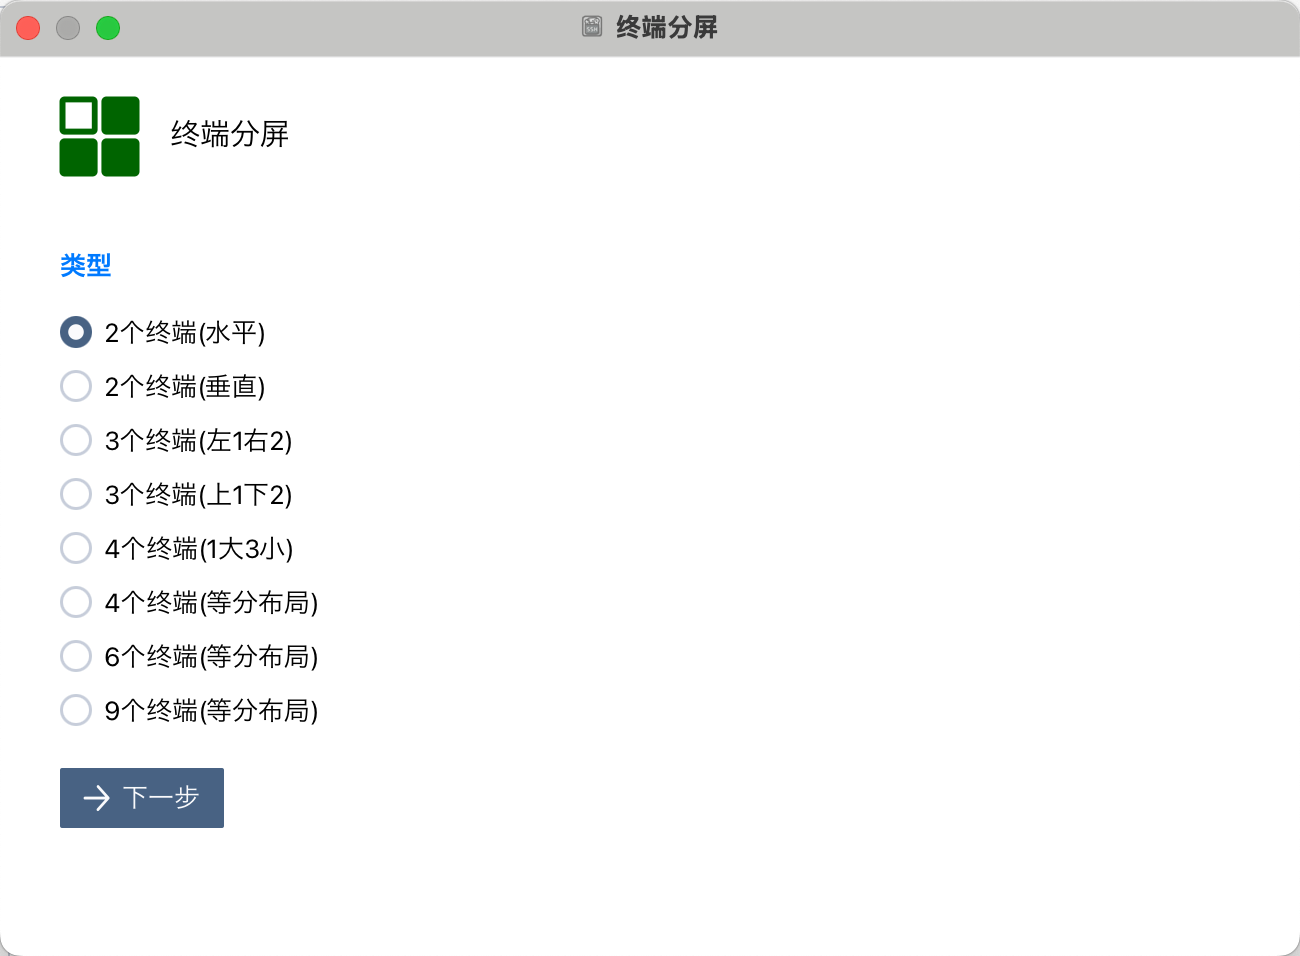 终端分屏
终端分屏
类型
2个终端(水平)
2个终端(垂直)
3个终端(左1右2)
3个终端(上1下2)
4个终端(1大3小)
4个终端(等分布局)
6个终端(等分布局)
9个终端(等分布局)
下一步